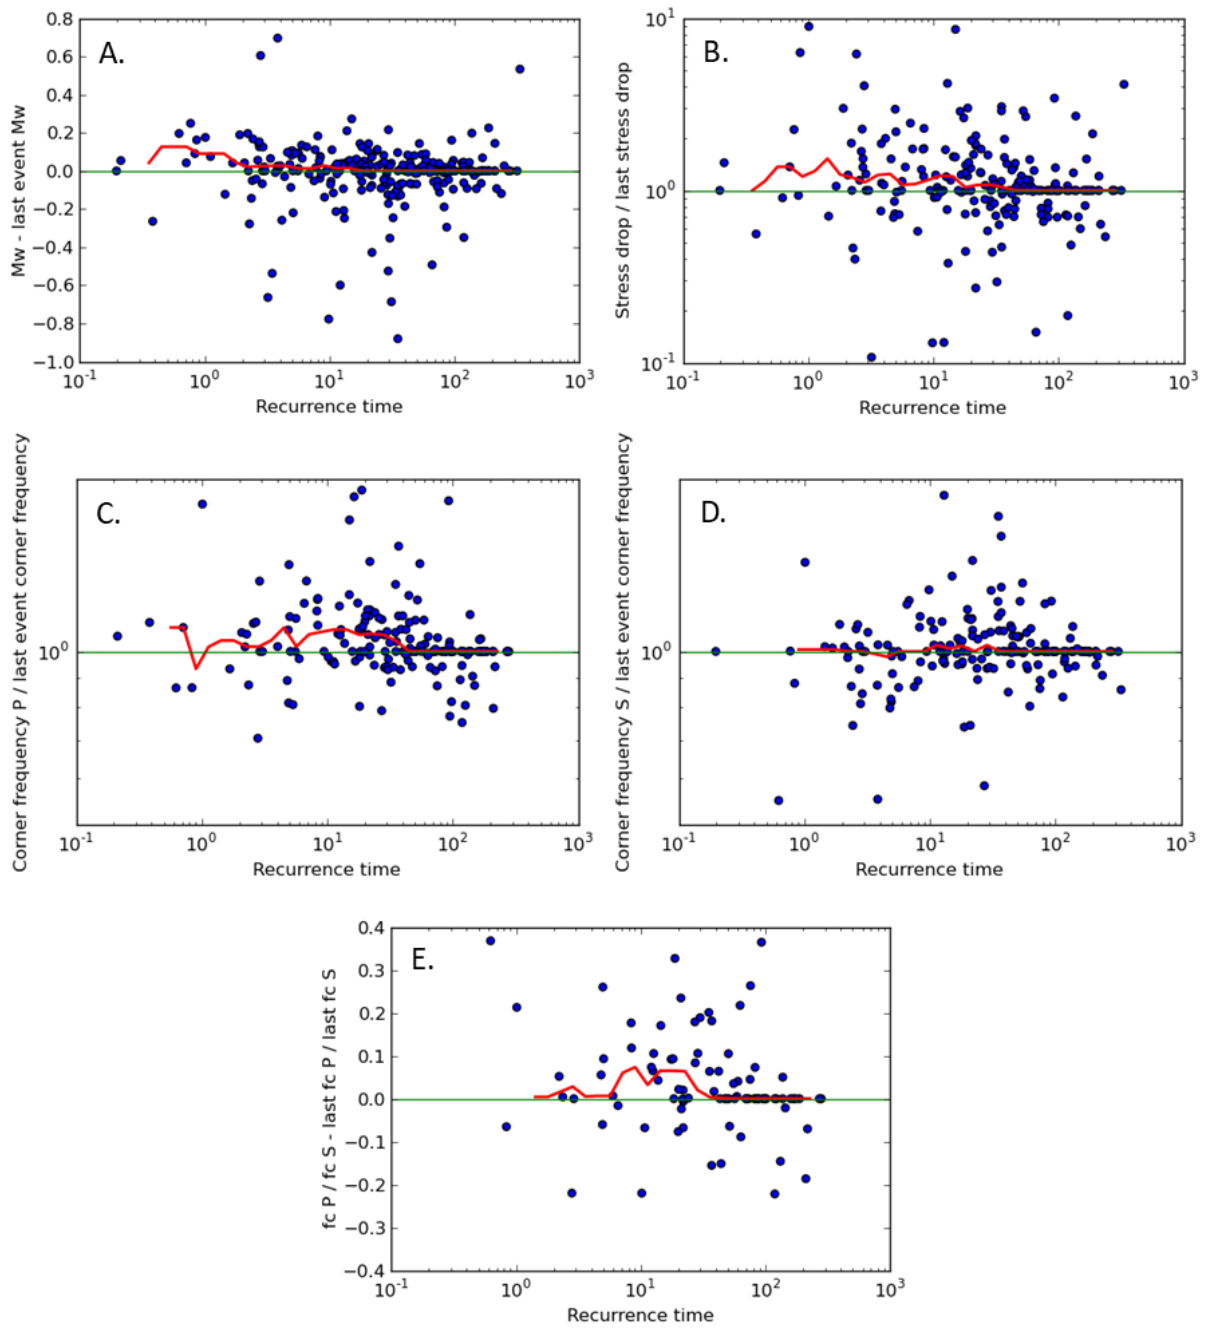 A.
Mw - last event Mw
0.8
0.6
0.4
0.2
0.0
−0.2
−0.4
−0.6
−0.8
−1.0
10⁻¹ 10⁰ 10¹ 10² 10³
Recurrence time
B.
Stress drop / last stress drop
10¹
10⁰
10⁻¹
10⁻¹ 10⁰ 10¹ 10² 10³
Recurrence time
C.
Corner frequency P / last event corner frequency
10⁰
10⁻¹ 10⁰ 10¹ 10² 10³
Recurrence time
D.
Corner frequency S / last event corner frequency
10⁰
10⁻¹ 10⁰ 10¹ 10² 10³
Recurrence time
E.
fc P / fc S - last fc P / last fc S
0.4
0.3
0.2
0.1
0.0
−0.1
−0.2
−0.3
−0.4
10⁻¹ 10⁰ 10¹ 10² 10³
Recurrence time